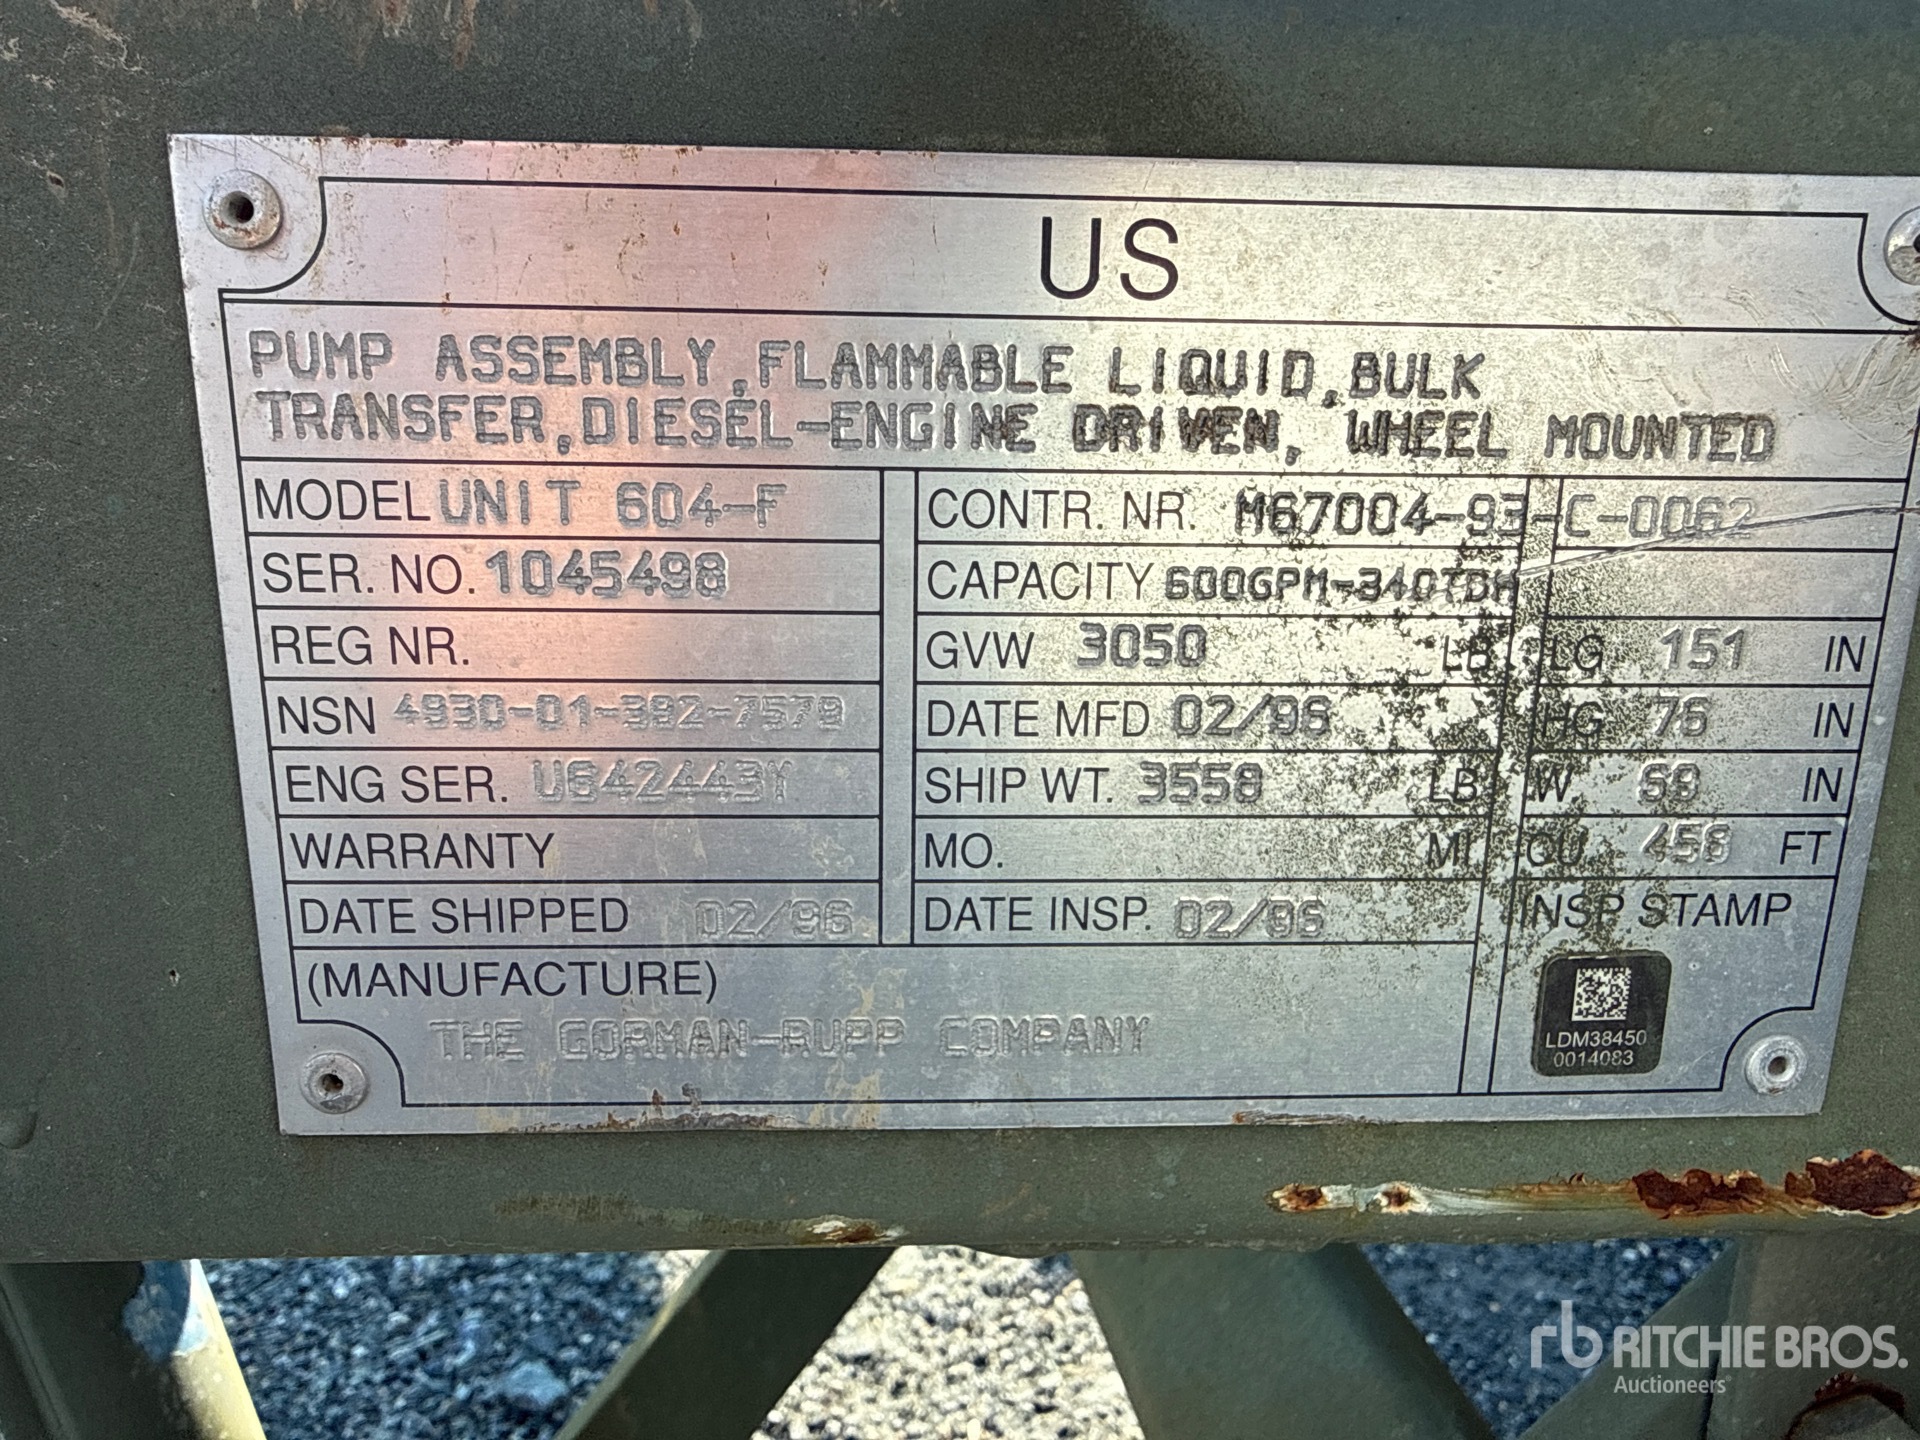 US
PUMP ASSEMBLY, FLAMMABLE LIQUID, BULK
TRANSFER, DIESEL-ENGINE DRIVEN, WHEEL MOUNTED
MODEL UNIT 604-F
SER. NO. 1045498
REG NR.
NSN 4930-01-382-7579
ENG SER. U642443Y
WARRANTY
DATE SHIPPED 02/96
CONTR. NR. M67004-93-C-0062
CAPACITY 600GPM-340TDH
GVW 3050 LB LG 151 IN
DATE MFD 02/96 HG 76 IN
SHIP WT. 3558 LB W 69 IN
MO. MI CU 456 FT
DATE INSP. 02/96 INSP STAMP
(MANUFACTURE)
THE GORMAN-RUPP COMPANY
LDM38450
0014083
rb RITCHIE BROS.
Auctioneers